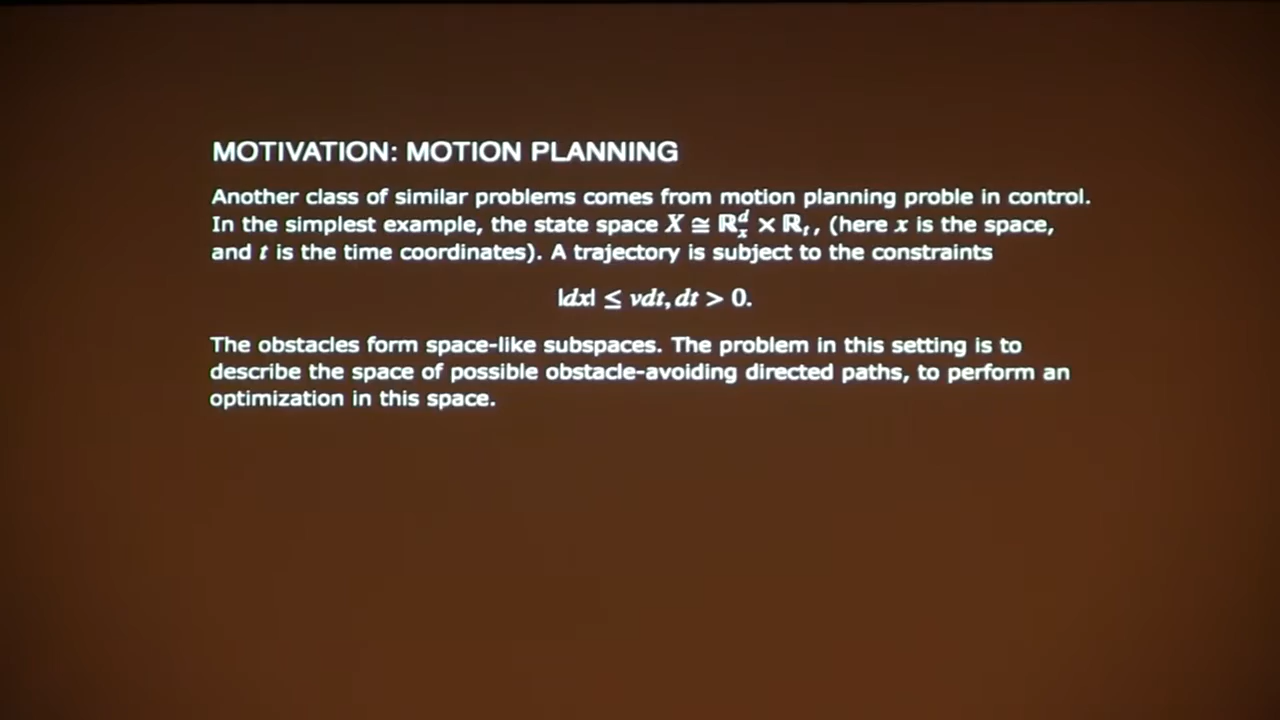 MOTIVATION: MOTION PLANNING
Another class of similar problems comes from motion planning proble in control.
In the simplest example, the state space X ≅ ℝ_x^d × ℝ_t, (here x is the space,
and t is the time coordinates). A trajectory is subject to the constraints
|dx| ≤ vdt, dt > 0.
The obstacles form space-like subspaces. The problem in this setting is to
describe the space of possible obstacle-avoiding directed paths, to perform an
optimization in this space.